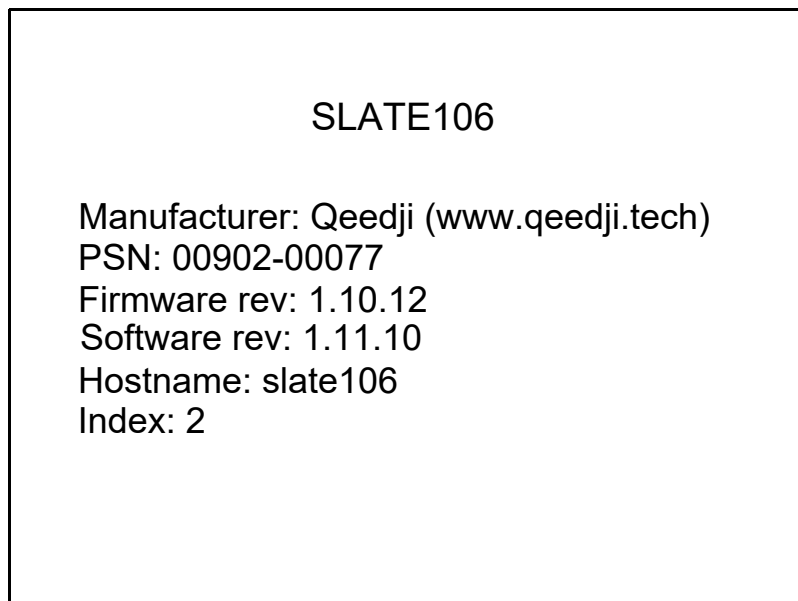 SLATE106
Manufacturer: Qeedji (www.qeedji.tech)
PSN: 00902-00077
Firmware rev: 1.10.12
Software rev: 1.11.10
Hostname: slate106
Index: 2